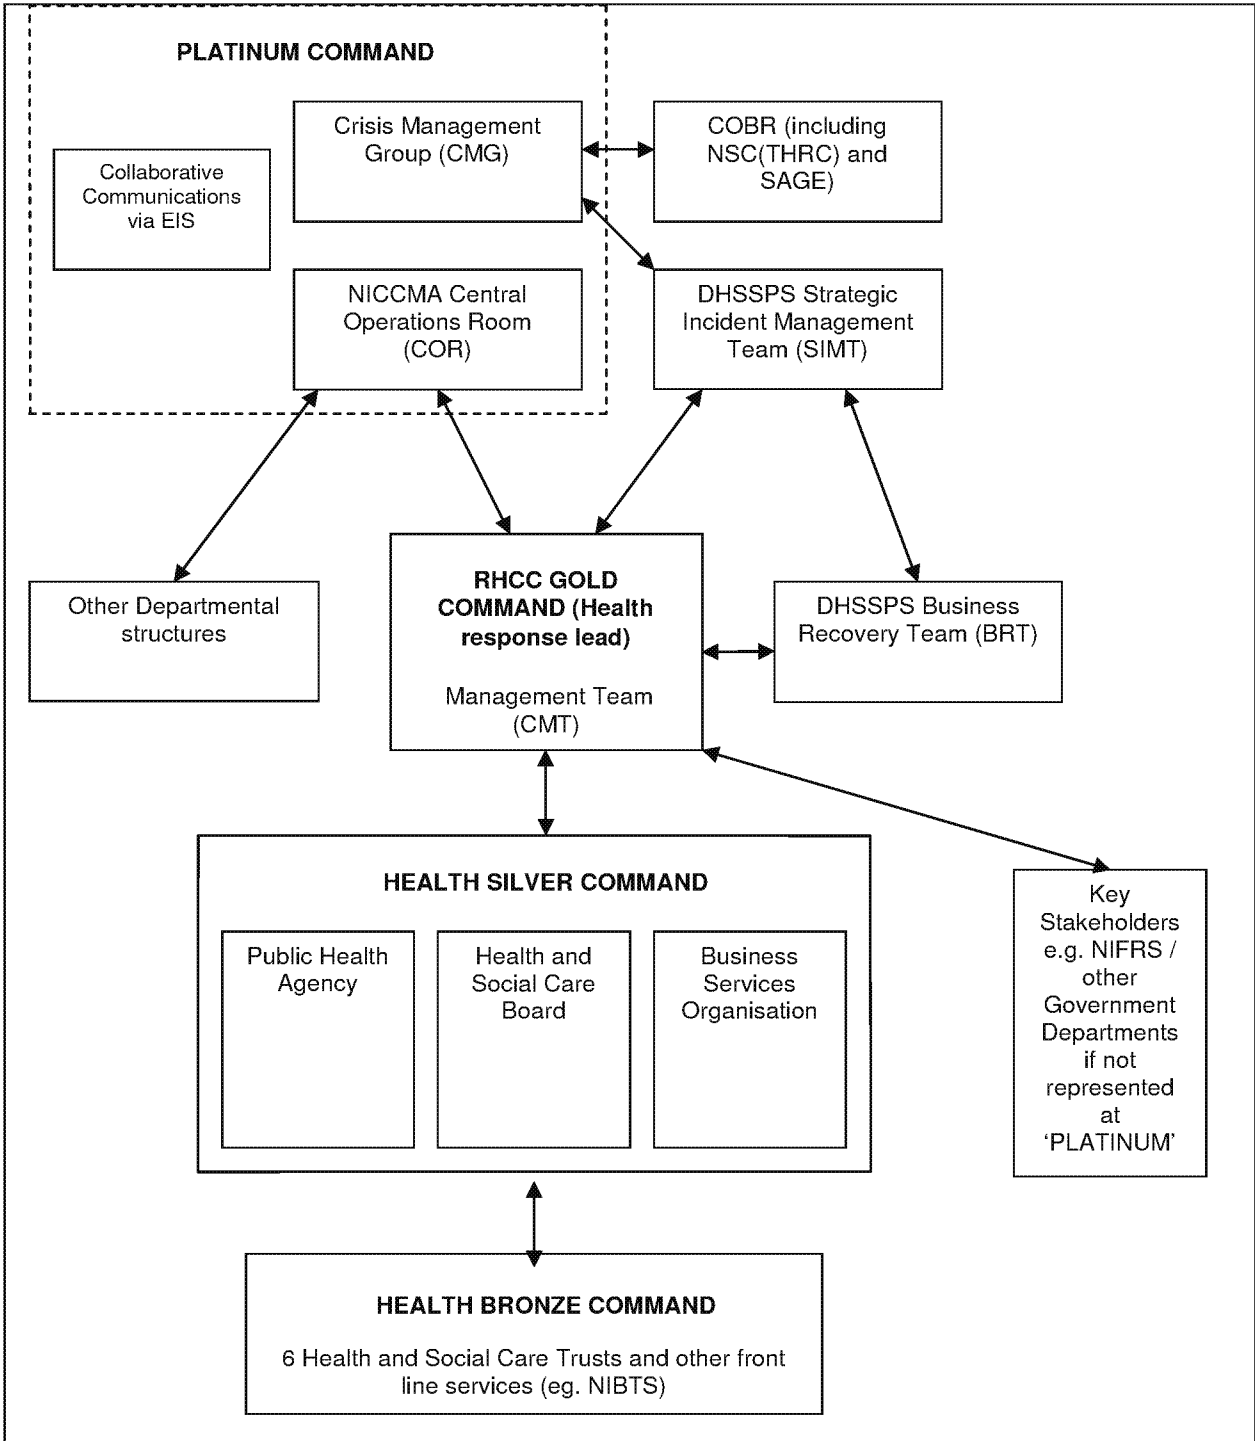 PLATINUM COMMAND
Crisis Management
Group (CMG)
COBR (including
NSC(THRC) and
SAGE)
Collaborative
Communications
via EIS
NICCMA Central
Operations Room
(COR)
DHSSPS Strategic
Incident Management
Team (SIMT)
Other Departmental
structures
RHCC GOLD
COMMAND (Health
response lead)
Management Team
(CMT)
DHSSPS Business
Recovery Team (BRT)
HEALTH SILVER COMMAND
Public Health
Agency
Health and
Social Care
Board
Business
Services
Organisation
Key
Stakeholders
e.g. NIFRS /
other
Government
Departments
if not
represented
at
‘PLATINUM’
HEALTH BRONZE COMMAND
6 Health and Social Care Trusts and other front
line services (eg. NIBTS)